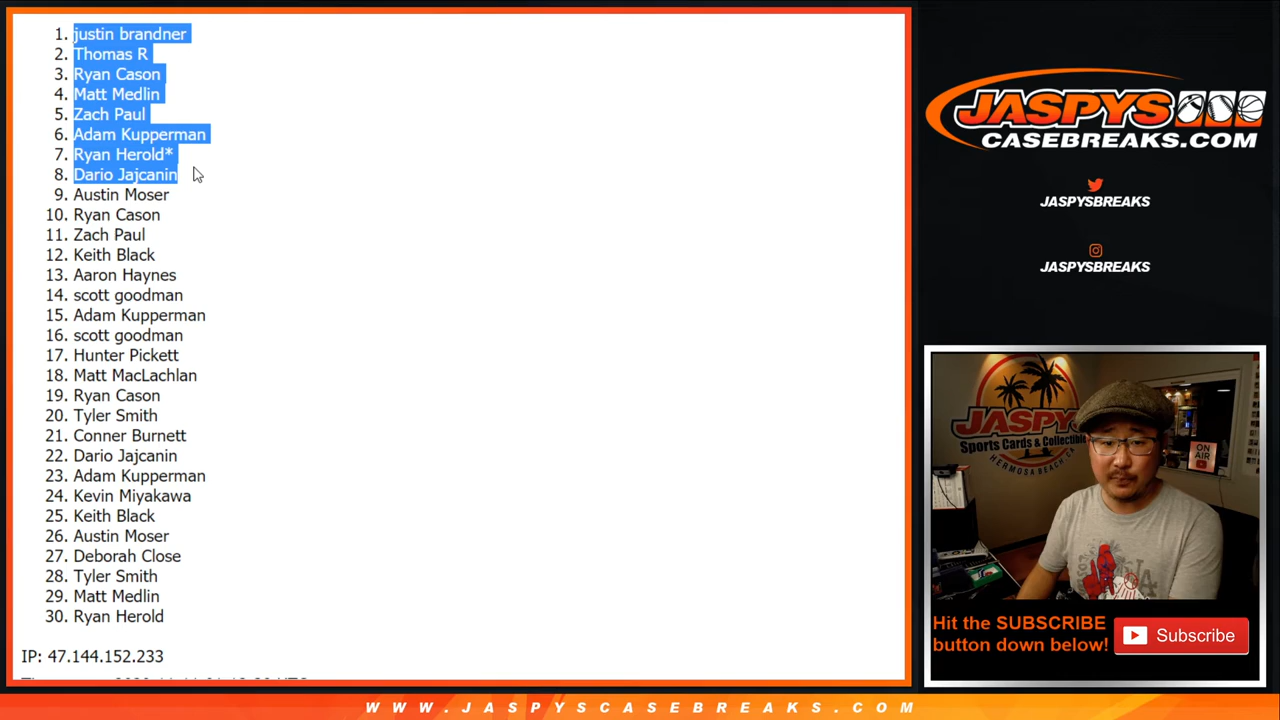 1. justin brandner
2. Thomas R
3. Ryan Cason
4. Matt Medlin
5. Zach Paul
6. Adam Kupperman
7. Ryan Herold*
8. Dario Jajcanin
9. Austin Moser
10. Ryan Cason
11. Zach Paul
12. Keith Black
13. Aaron Haynes
14. scott goodman
15. Adam Kupperman
16. scott goodman
17. Hunter Pickett
18. Matt MacLachlan
19. Ryan Cason
20. Tyler Smith
21. Conner Burnett
22. Dario Jajcanin
23. Adam Kupperman
24. Kevin Miyakawa
25. Keith Black
26. Austin Moser
27. Deborah Close
28. Tyler Smith
29. Matt Medlin
30. Ryan Herold
IP: 47.144.152.233
JASPYS
CASEBREAKS.COM
JASPYSBREAKS
JASPYSBREAKS
JASPYS
Sports Cards & Collectibles
HERMOSA BEACH, CA
ON
AIR
Hit the SUBSCRIBE
button down below!
Subscribe
WWW.JASPYSCASEBREAKS.COM